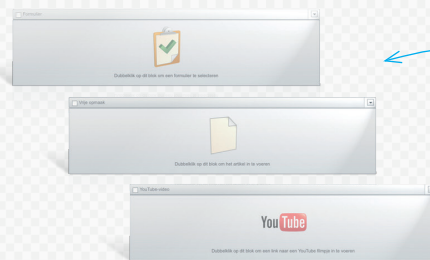 Formulier
Dubbelklik op dit blok om een formulier te selecteren
Vrije opmaak
Dubbelklik op dit blok om het artikel in te voeren
YouTube-video
YouTube
Dubbelklik op dit blok om een link naar een YouTube filmpje in te voeren